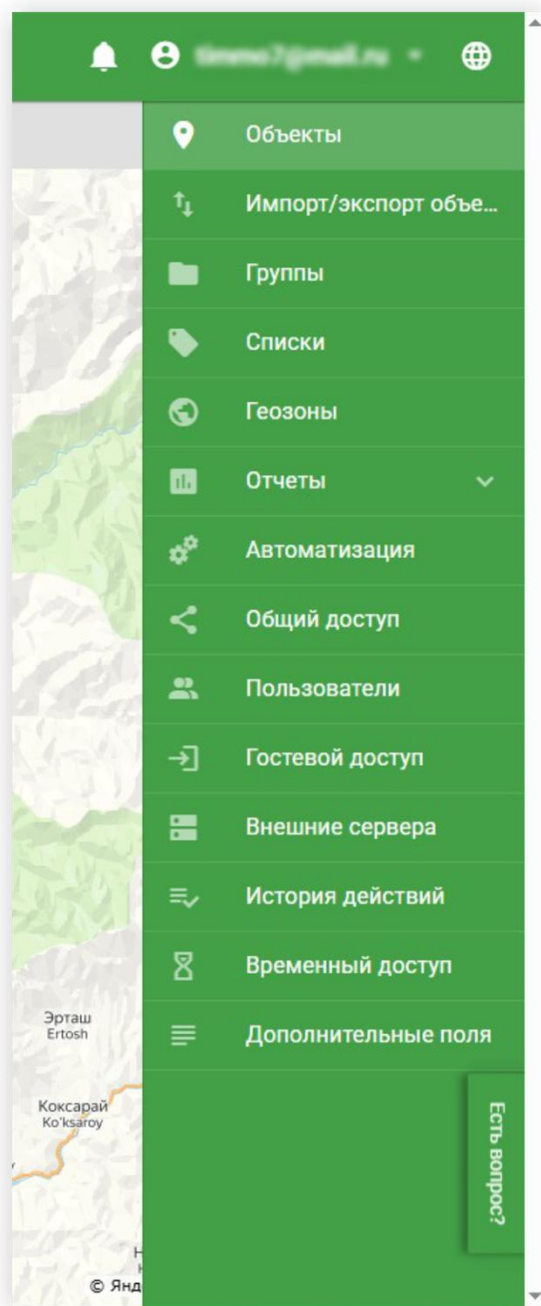 Объекты
Импорт/экспорт объе...
Группы
Списки
Геозоны
Отчеты
Автоматизация
Общий доступ
Пользователи
Гостевой доступ
Внешние сервера
История действий
Временный доступ
Дополнительные поля
Эрташ
Ertosh
Коксарай
Ko'ksaroy
Есть вопрос?
© Янд